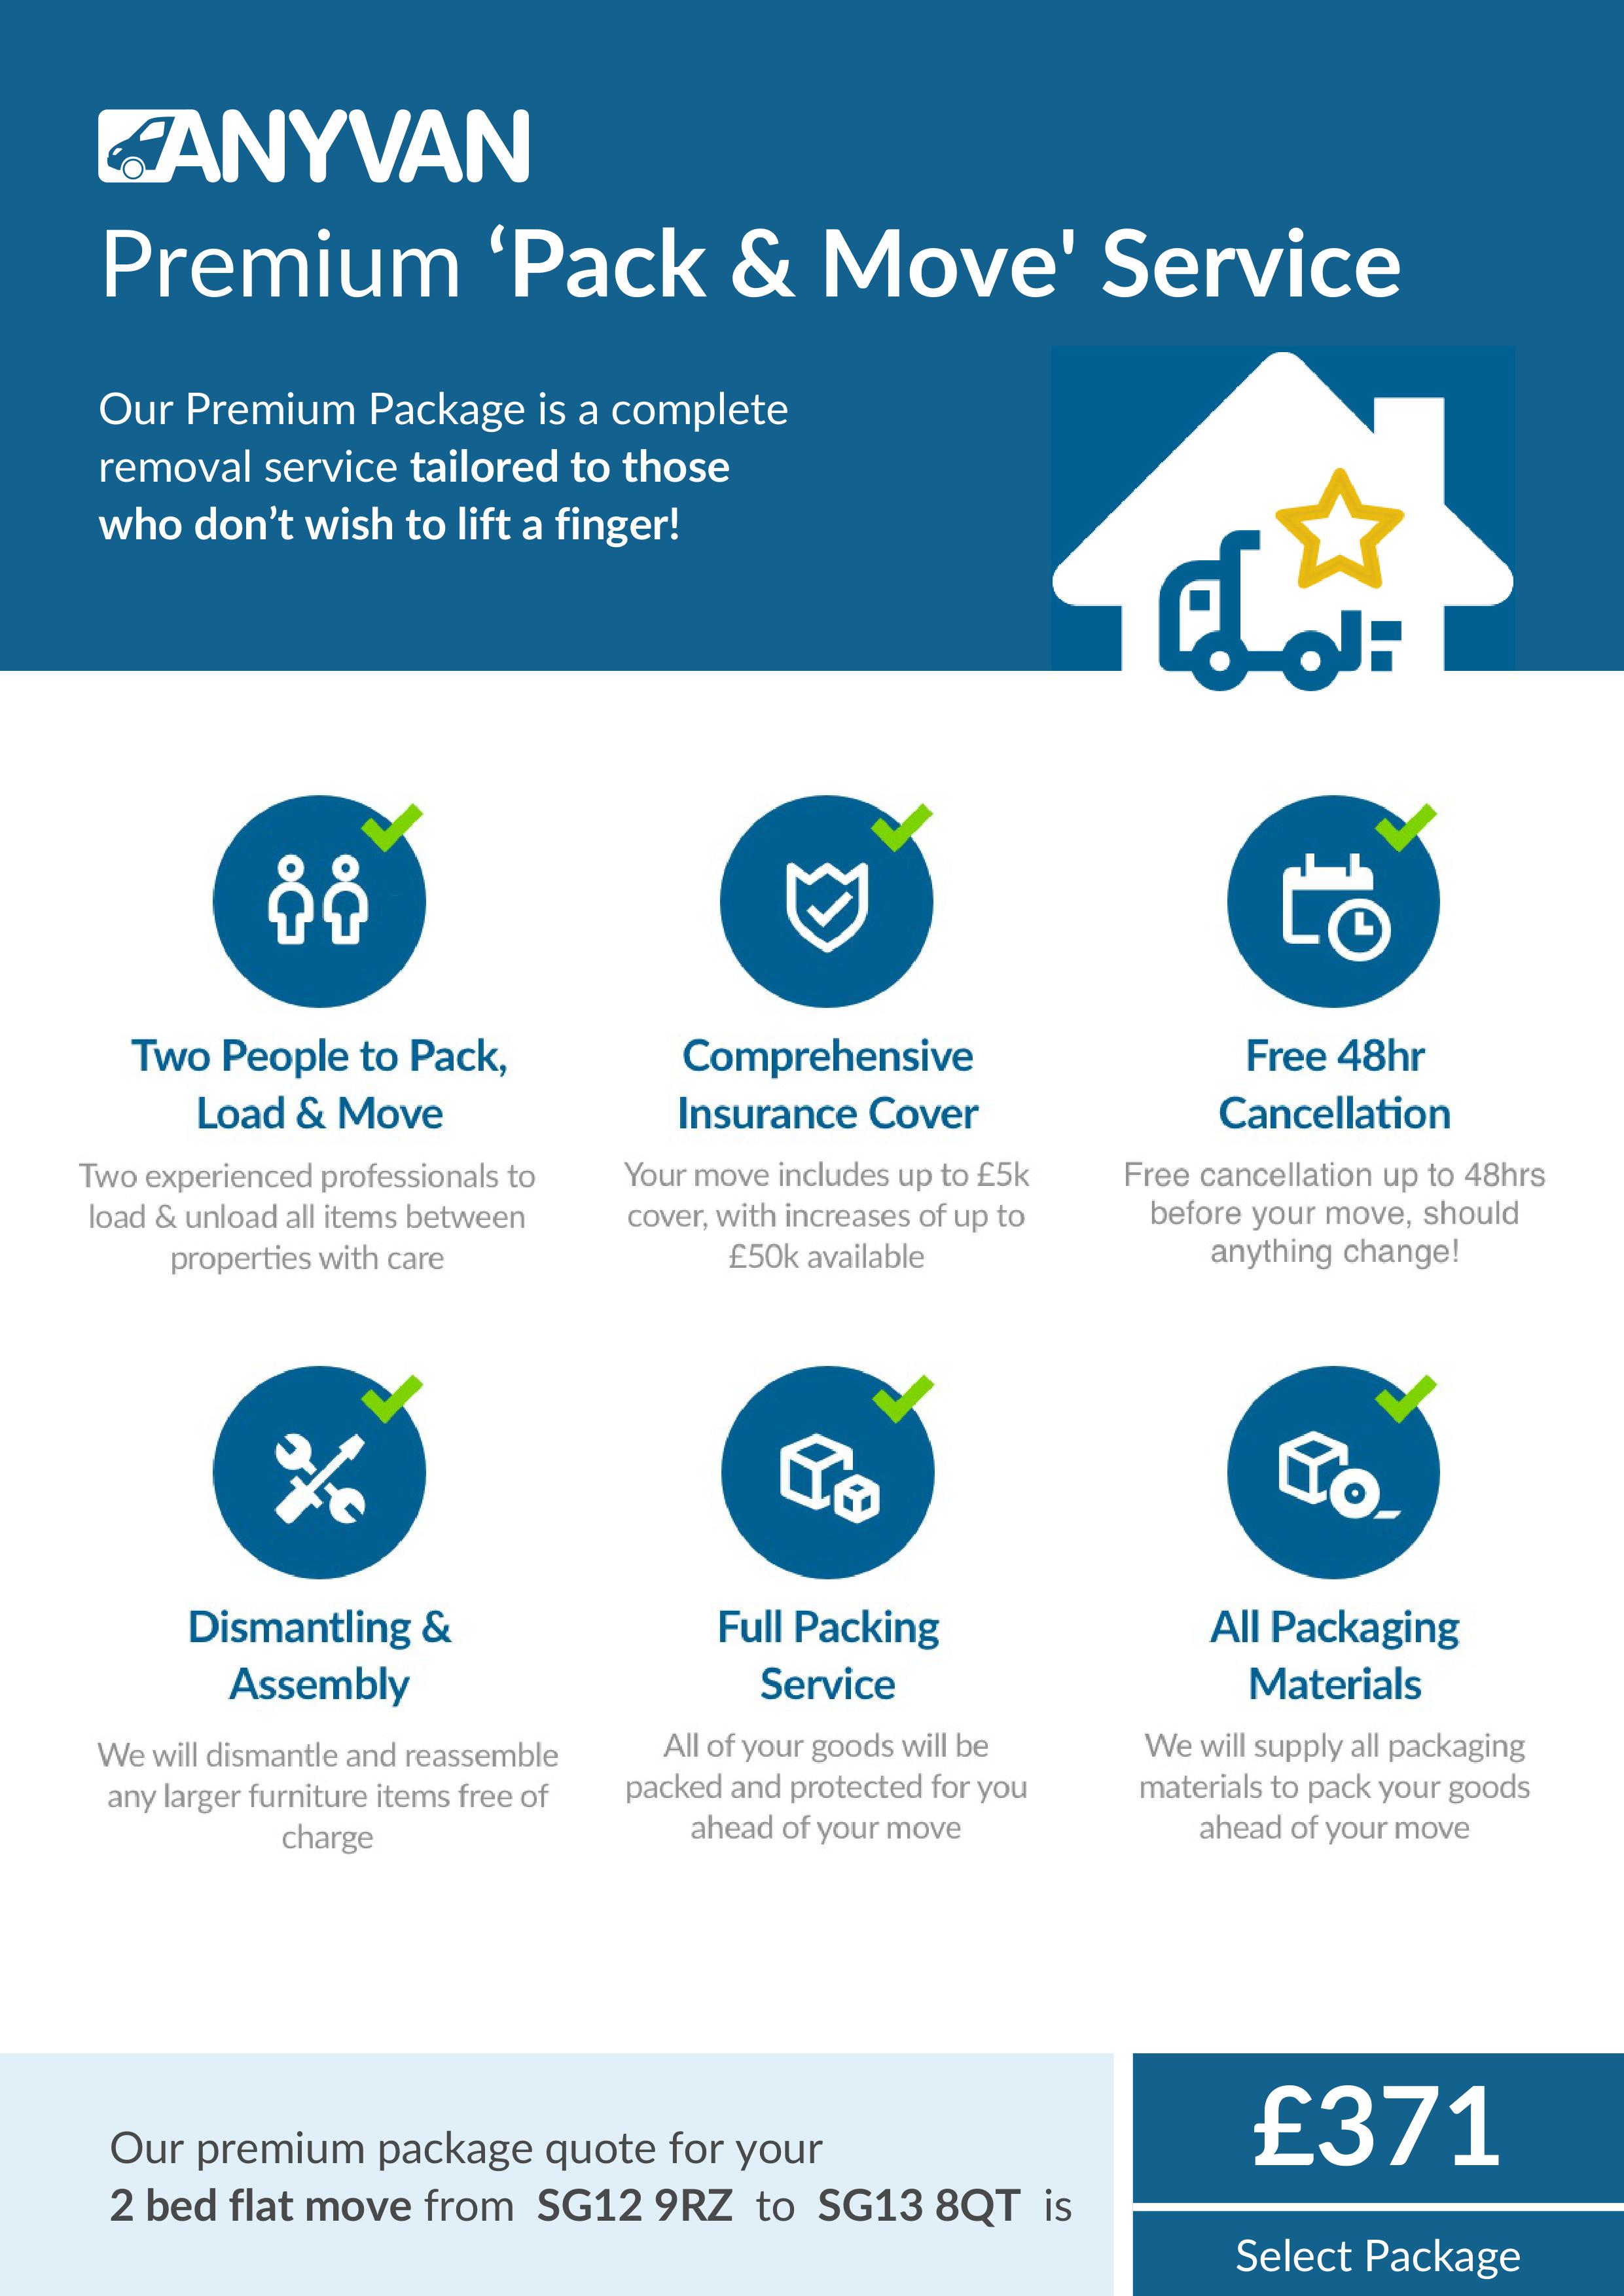 ANYVAN
Premium ‘Pack & Move' Service
Our Premium Package is a complete
removal service tailored to those
who don’t wish to lift a finger!
Two People to Pack,
Load & Move
Two experienced professionals to
load & unload all items between
properties with care
Comprehensive
Insurance Cover
Your move includes up to £5k
cover, with increases of up to
£50k available
Free 48hr
Cancellation
Free cancellation up to 48hrs
before your move, should
anything change!
Dismantling &
Assembly
We will dismantle and reassemble
any larger furniture items free of
charge
Full Packing
Service
All of your goods will be
packed and protected for you
ahead of your move
All Packaging
Materials
We will supply all packaging
materials to pack your goods
ahead of your move
Our premium package quote for your
2 bed flat move from SG12 9RZ to SG13 8QT is
£371
Select Package